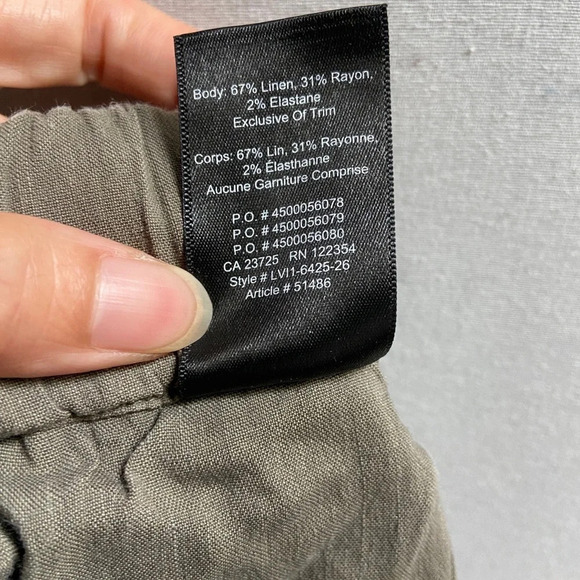 Body: 67% Linen, 31% Rayon,
2% Elastane
Exclusive Of Trim
Corps: 67% Lin, 31% Rayonne,
2% Élasthanne
Aucune Garniture Comprise
P.O. # 4500056078
P.O. # 4500056079
P.O. # 4500056080
CA 23725 RN 122354
Style # LVI1-6425-26
Article # 51486